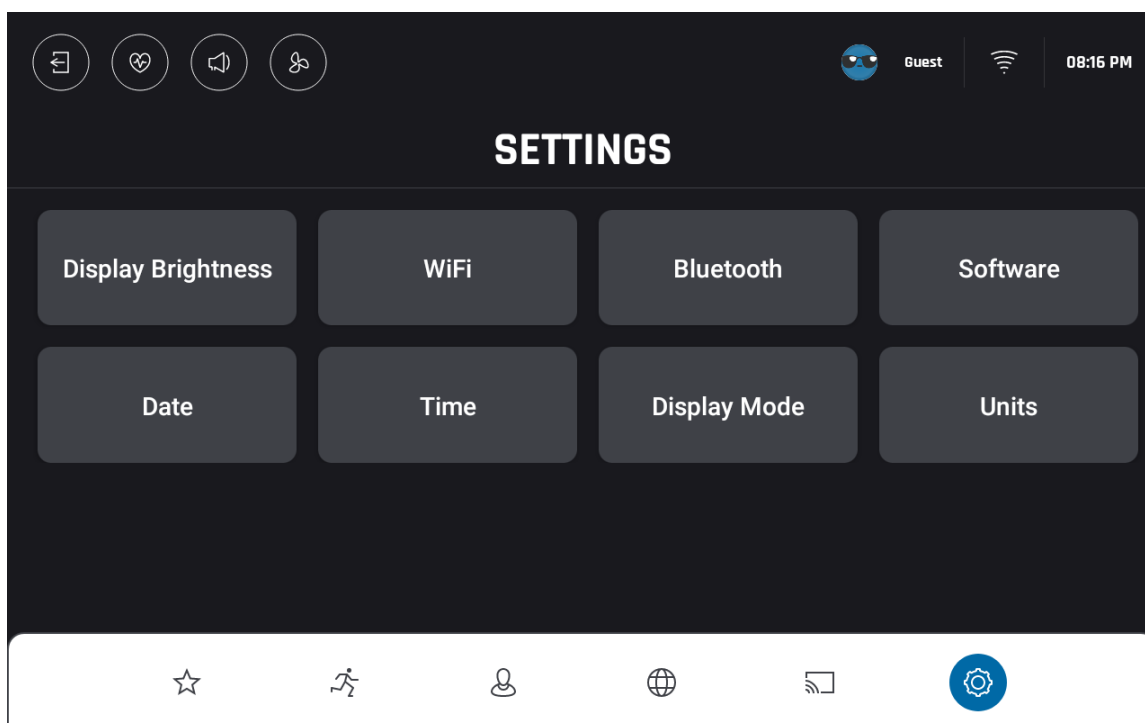 Guest
08:16 PM
SETTINGS
Display Brightness
WiFi
Bluetooth
Software
Date
Time
Display Mode
Units